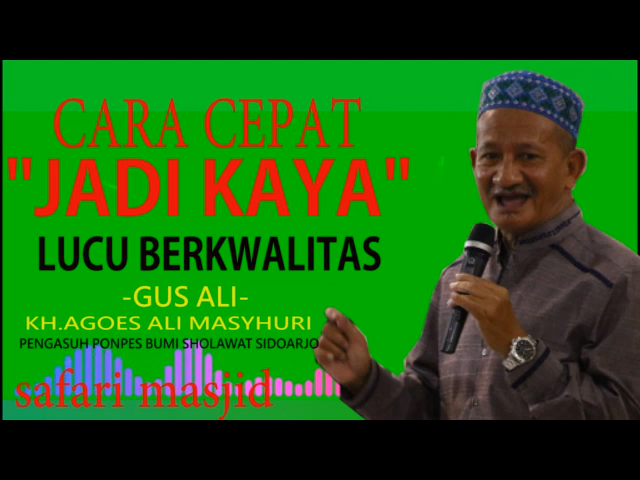 CARA CEPAT
"JADI KAYA"
LUCU BERKWALITAS
-GUS ALI-
KH.AGOES ALI MASYHURI
PENGASUH PONPES BUMI SHOLAWAT SIDOARJO
safari masjid